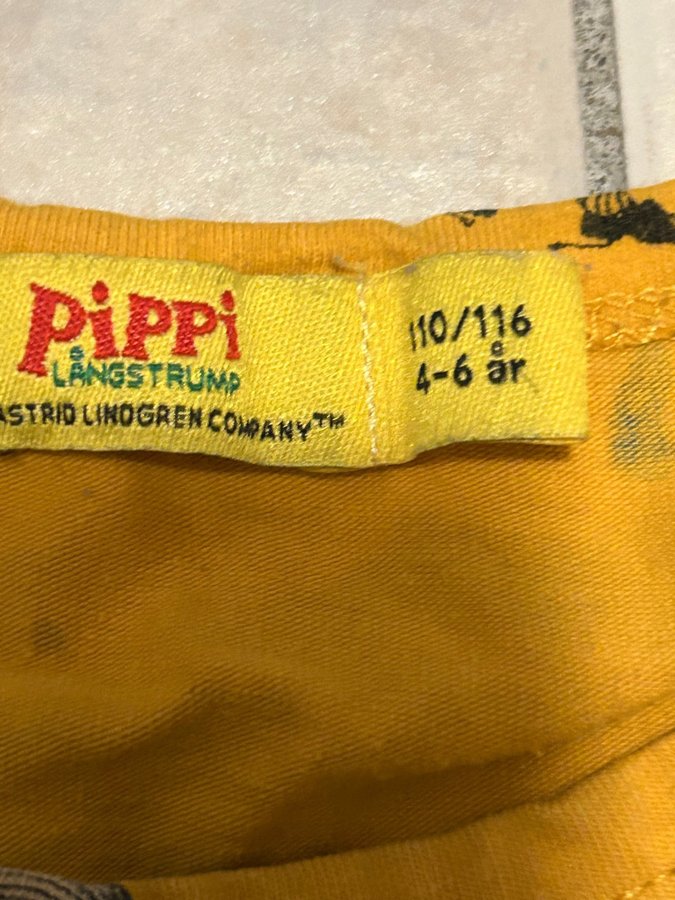 Pippi
LÅNGSTRUMP
ASTRID LINDGREN COMPANY™
110/116
4-6 år